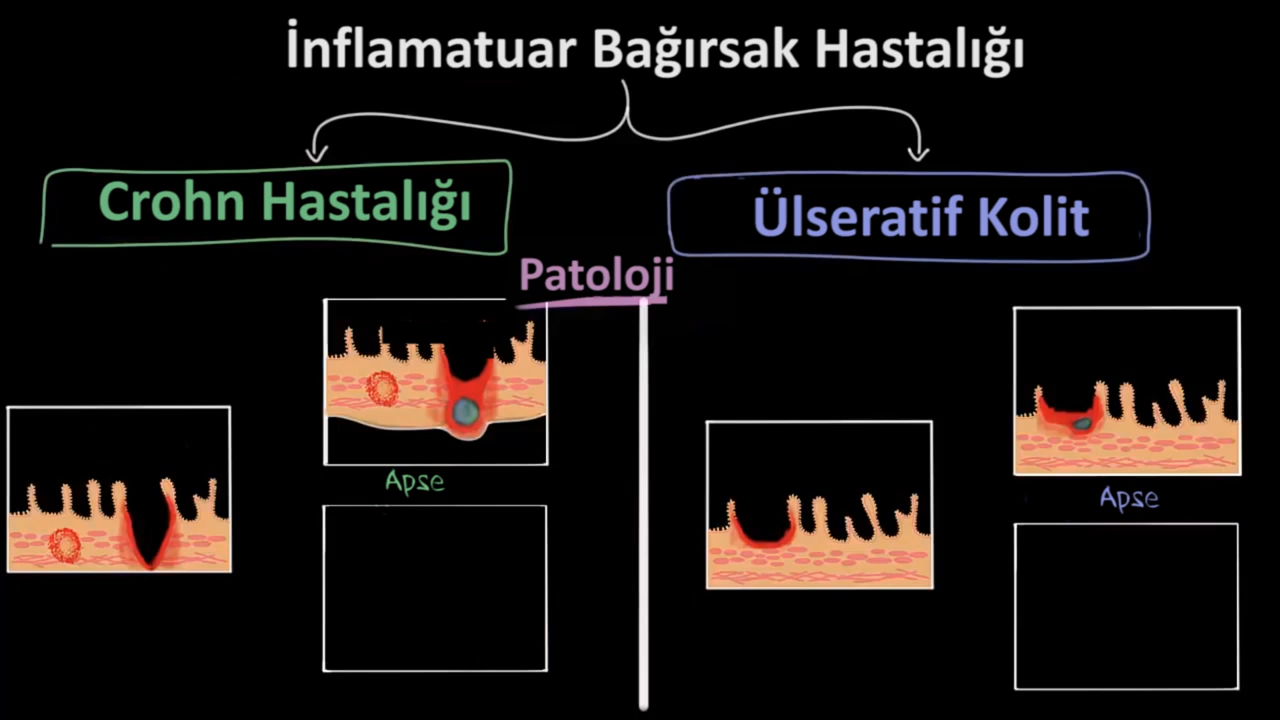 İnflamatuar Bağırsak Hastalığı
Crohn Hastalığı
Ülseratif Kolit
Patoloji
Apse
Apse